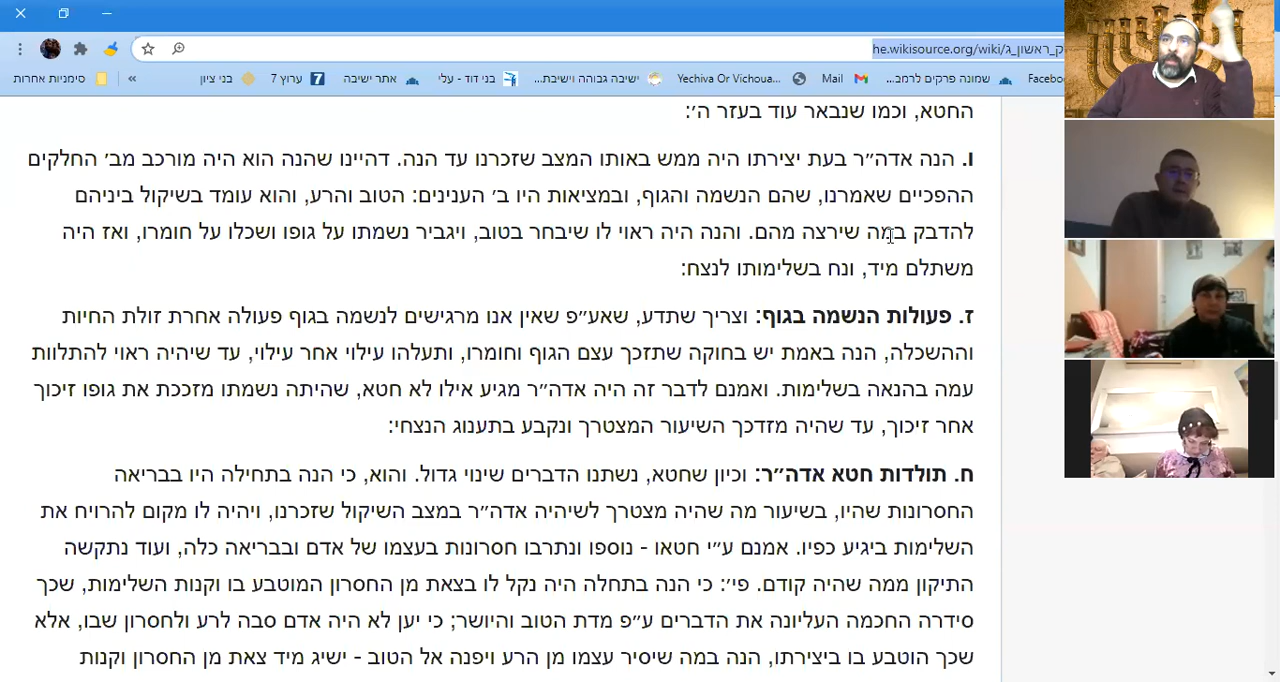 he.wikisource.org/wiki/ק_ראשון_ג
סימניות אחרות
»
אתר ישיבה
ערוץ 7
בני ציון
בני דוד - עלי
ישיבה גבוהה וישיבת...
Yechiva Or Vichoua...
Mail
שמונה פרקים לרמב...
Facebo
החטא, וכמו שנבאר עוד בעזר ה׳:
ו. הנה אדה״ר בעת יצירתו היה ממש באותו המצב שזכרנו עד הנה. דהיינו שהנה הוא היה מורכב מב׳ החלקים
ההפכיים שאמרנו, שהם הנשמה והגוף, ובמציאות היו ב׳ הענינים: הטוב והרע, והוא עומד בשיקול ביניהם
להדבק במה שירצה מהם. והנה היה ראוי לו שיבחר בטוב, ויגביר נשמתו על גופו ושכלו על חומרו, ואז היה
משתלם מיד, ונח בשלימותו לנצח:
ז. פעולות הנשמה בגוף: וצריך שתדע, שאע״פ שאין אנו מרגישים לנשמה בגוף פעולה אחרת זולת החיות
וההשכלה, הנה באמת יש בחוקה שתזכך עצם הגוף וחומרו, ותעלהו עילוי אחר עילוי, עד שיהיה ראוי להתלוות
עמה בהנאה בשלימות. ואמנם לדבר זה היה אדה״ר מגיע אילו לא חטא, שהיתה נשמתו מזככת את גופו זיכוך
אחר זיכוך, עד שהיה מזדכך השיעור המצטרך ונקבע בתענוג הנצחי:
ח. תולדות חטא אדה״ר: וכיון שחטא, נשתנו הדברים שינוי גדול. והוא, כי הנה בתחילה היו בבריאה
החסרונות שהיו, בשיעור מה שהיה מצטרך לשיהיה אדה״ר במצב השיקול שזכרנו, ויהיה לו מקום להרויח את
השלימות ביגיע כפיו. אמנם ע״י חטאו - נוספו ונתרבו חסרונות בעצמו של אדם ובבריאה כלה, ועוד נתקשה
התיקון ממה שהיה קודם. פי׳: כי הנה בתחלה היה נקל לו בצאת מן החסרון המוטבע בו וקנות השלימות, שכך
סידרה החכמה העליונה את הדברים ע״פ מדת הטוב והיושר; כי יען לא היה אדם סבה לרע ולחסרון שבו, אלא
שכך הוטבע בו ביצירתו, הנה במה שיסיר עצמו מן הרע ויפנה אל הטוב - ישיג מיד צאת מן החסרון וקנות